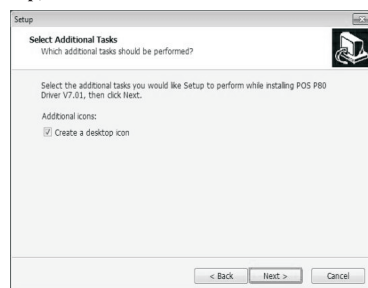 Setup
Select Additional Tasks
Which additional tasks should be performed?
Select the additional tasks you would like Setup to perform while installing POS P80
Driver V7.01, then click Next.
Additional icons:
Create a desktop icon
< Back Next > Cancel